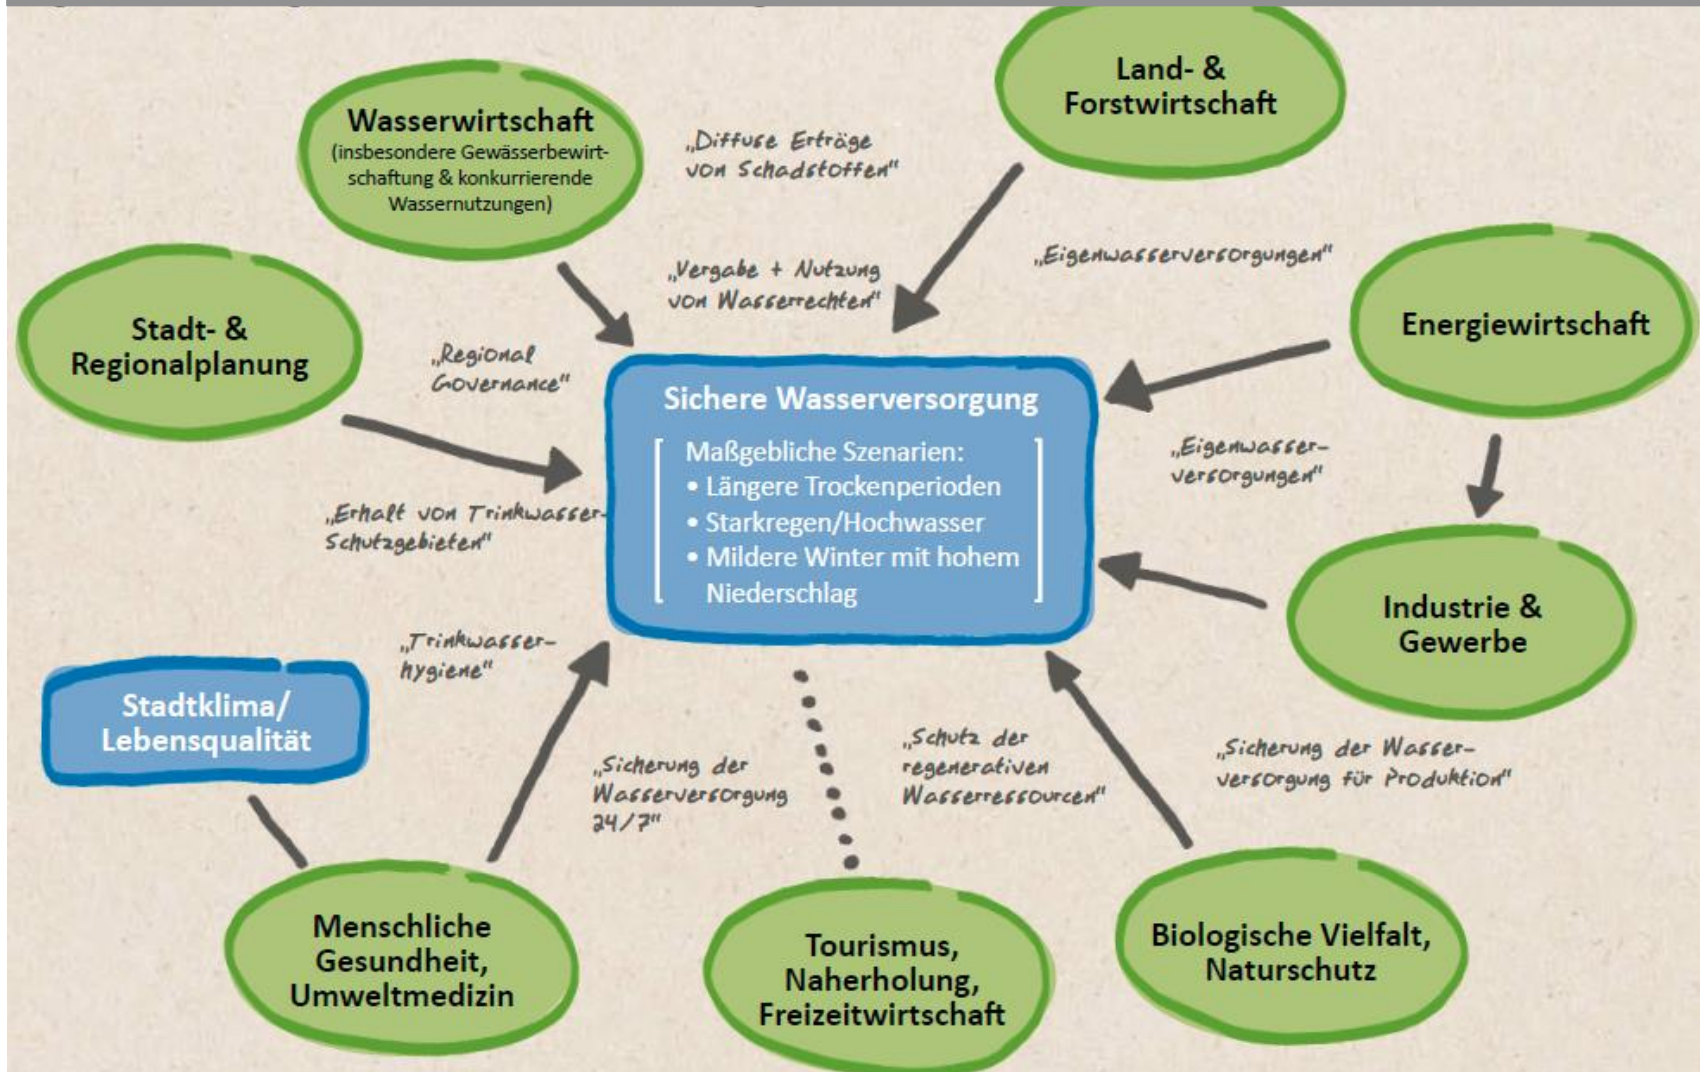 Land- &
Forstwirtschaft
Wasserwirtschaft
(insbesondere Gewässerbewirt-
schaftung & konkurrierende
Wassernutzungen)
„Diffuse Erträge
von Schadstoffen"
„Eigenwasserversorgungen"
„Vergabe + Nutzung
von Wasserrechten"
Stadt- &
Regionalplanung
Energiewirtschaft
„Regional
Governance"
Sichere Wasserversorgung
Maßgebliche Szenarien:
• Längere Trockenperioden
• Starkregen/Hochwasser
• Mildere Winter mit hohem
Niederschlag
„Eigenwasser-
versorgungen"
„Erhalt von Trinkwasser-
Schutzgebieten"
Industrie &
Gewerbe
„Trinkwasser-
hygiene"
Stadtklima/
Lebensqualität
„Sicherung der
Wasserversorgung
24/7"
„Schutz der
regenerativen
Wasserressourcen"
„Sicherung der Wasser-
versorgung für Produktion"
Menschliche
Gesundheit,
Umweltmedizin
Tourismus,
Naherholung,
Freizeitwirtschaft
Biologische Vielfalt,
Naturschutz